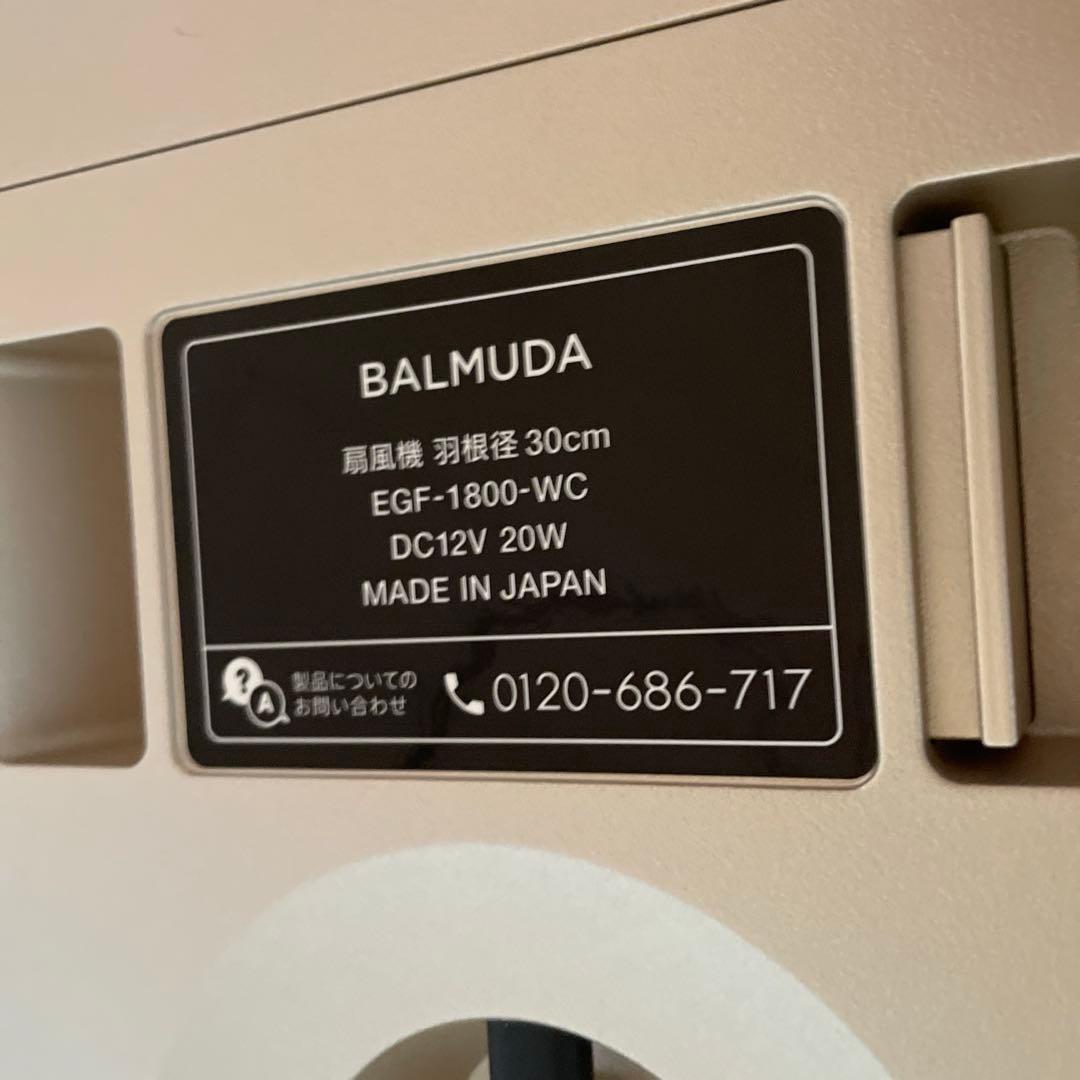 BALMUDA
扇風機 羽根径 30cm
EGF-1800-WC
DC12V 20W
MADE IN JAPAN
? A
製品についての
お問い合わせ
0120-686-717